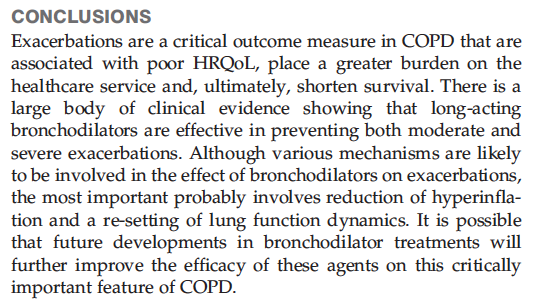 CONCLUSIONS
Exacerbations are a critical outcome measure in COPD that are
associated with poor HRQoL, place a greater burden on the
healthcare service and, ultimately, shorten survival. There is a
large body of clinical evidence showing that long-acting
bronchodilators are effective in preventing both moderate and
severe exacerbations. Although various mechanisms are likely
to be involved in the effect of bronchodilators on exacerbations,
the most important probably involves reduction of hyperinfla-
tion and a re-setting of lung function dynamics. It is possible
that future developments in bronchodilator treatments will
further improve the efficacy of these agents on this critically
important feature of COPD.